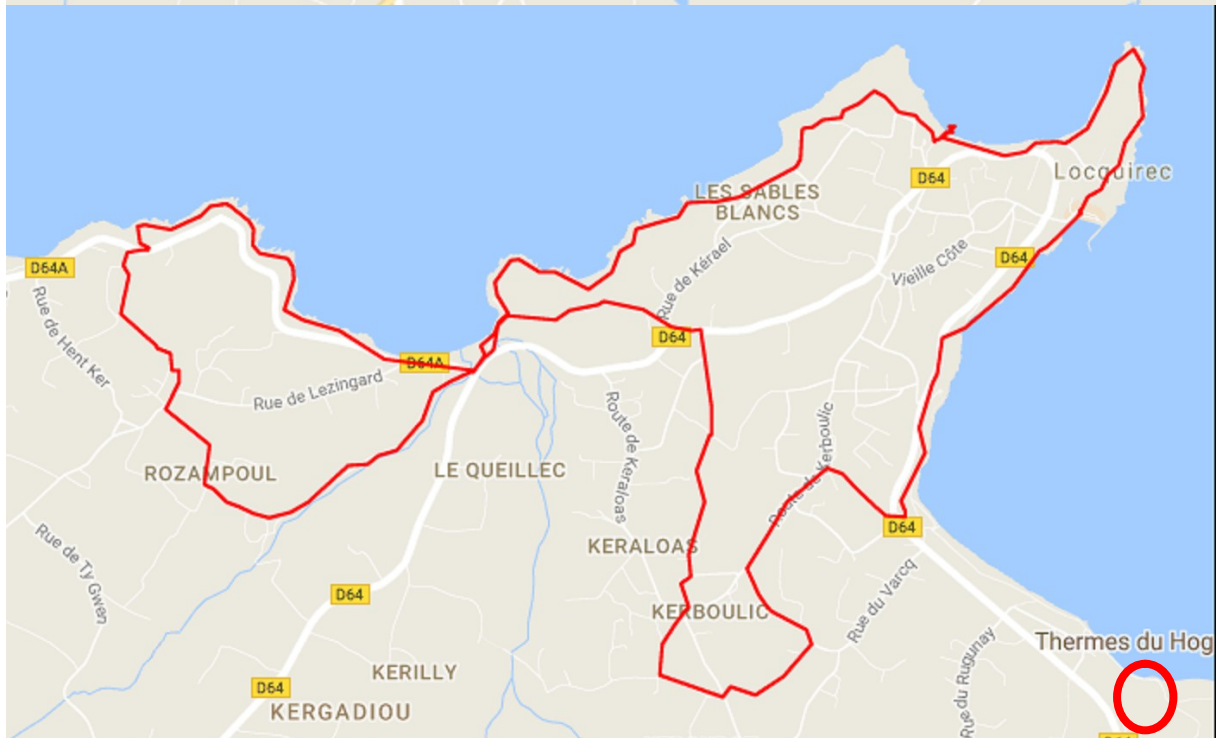 D64
Locquirec
LES SABLES
BLANCS
D64A
Rue de Kérael
Vieille Côte
D64
Rue de Hent Ker
D64
D64A
Rue de Lezingard
Route de Keraloas
Route de Kerboulic
ROZAMPOUL
LE QUEILLEC
D64
KERALOAS
Rue de Ty Gwen
D64
KERBOULIC
Rue du Varcq
Rue du Rugunay
Thermes du Hog
KERILLY
D64
KERGADIOU